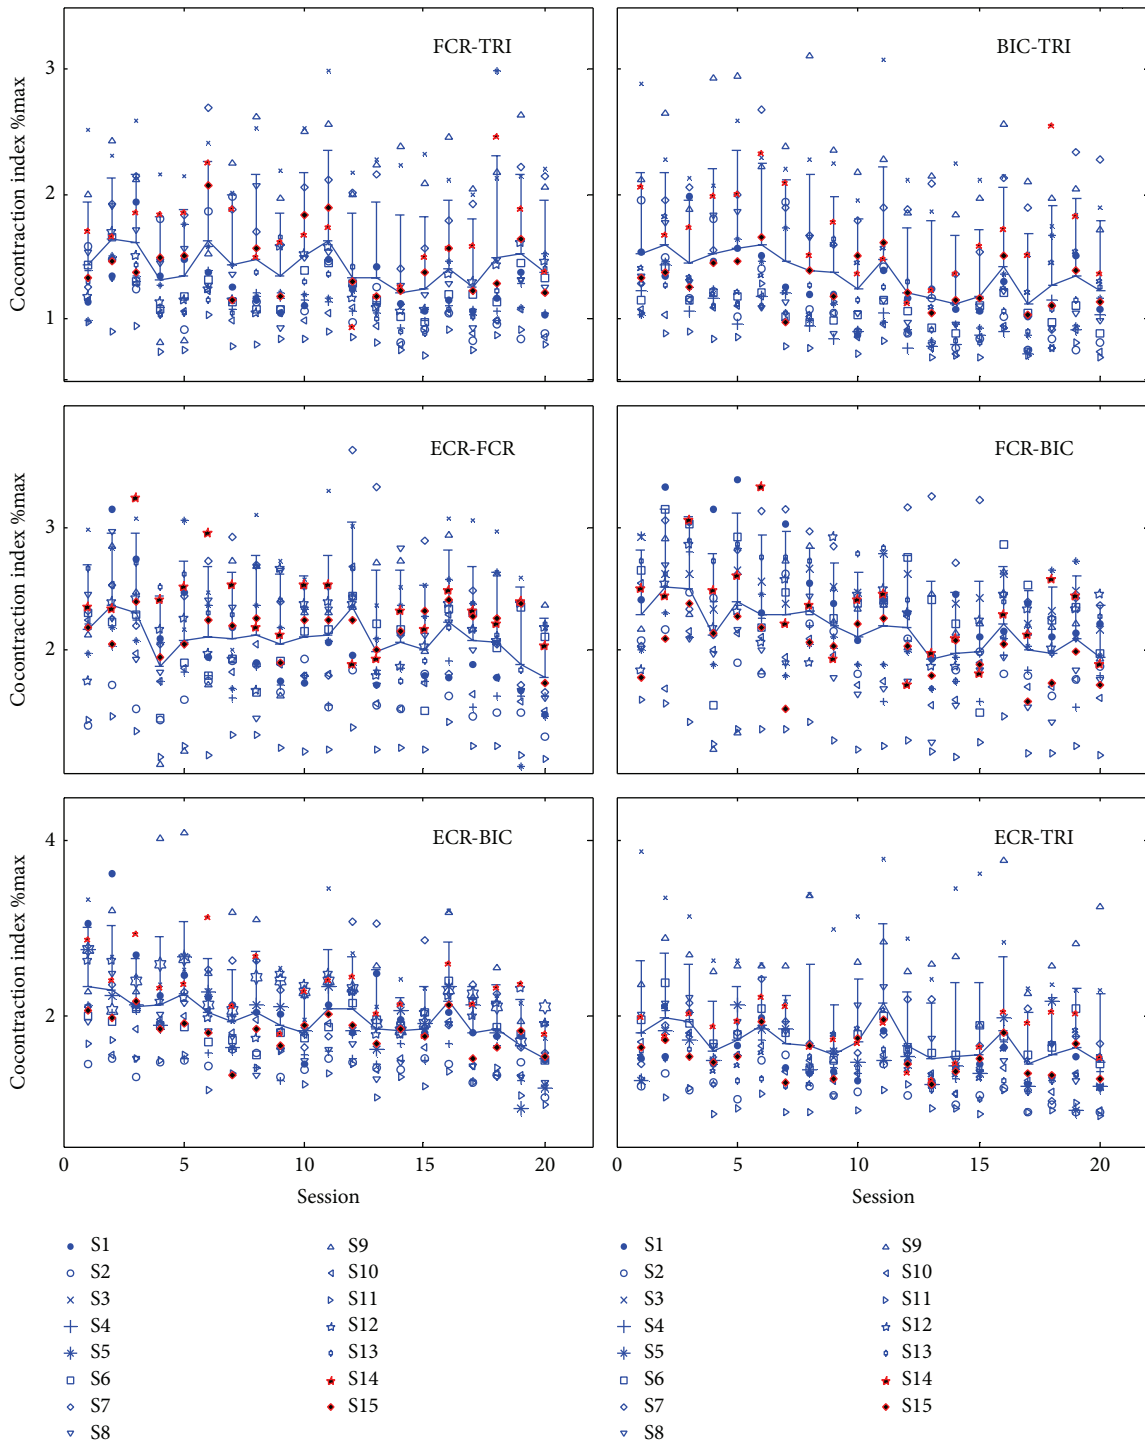 FCR-TRI
BIC-TRI
Cocontraction index %max
3
2
1
ECR-FCR
FCR-BIC
Cocontraction index %max
3
2
ECR-BIC
ECR-TRI
Cocontraction index %max
4
2
0 5 10 15 20
5 10 15 20
Session
Session
S1 S9
S2 S10
S3 S11
S4 S12
S5 S13
S6 S14
S7 S15
S8
S1 S9
S2 S10
S3 S11
S4 S12
S5 S13
S6 S14
S7 S15
S8